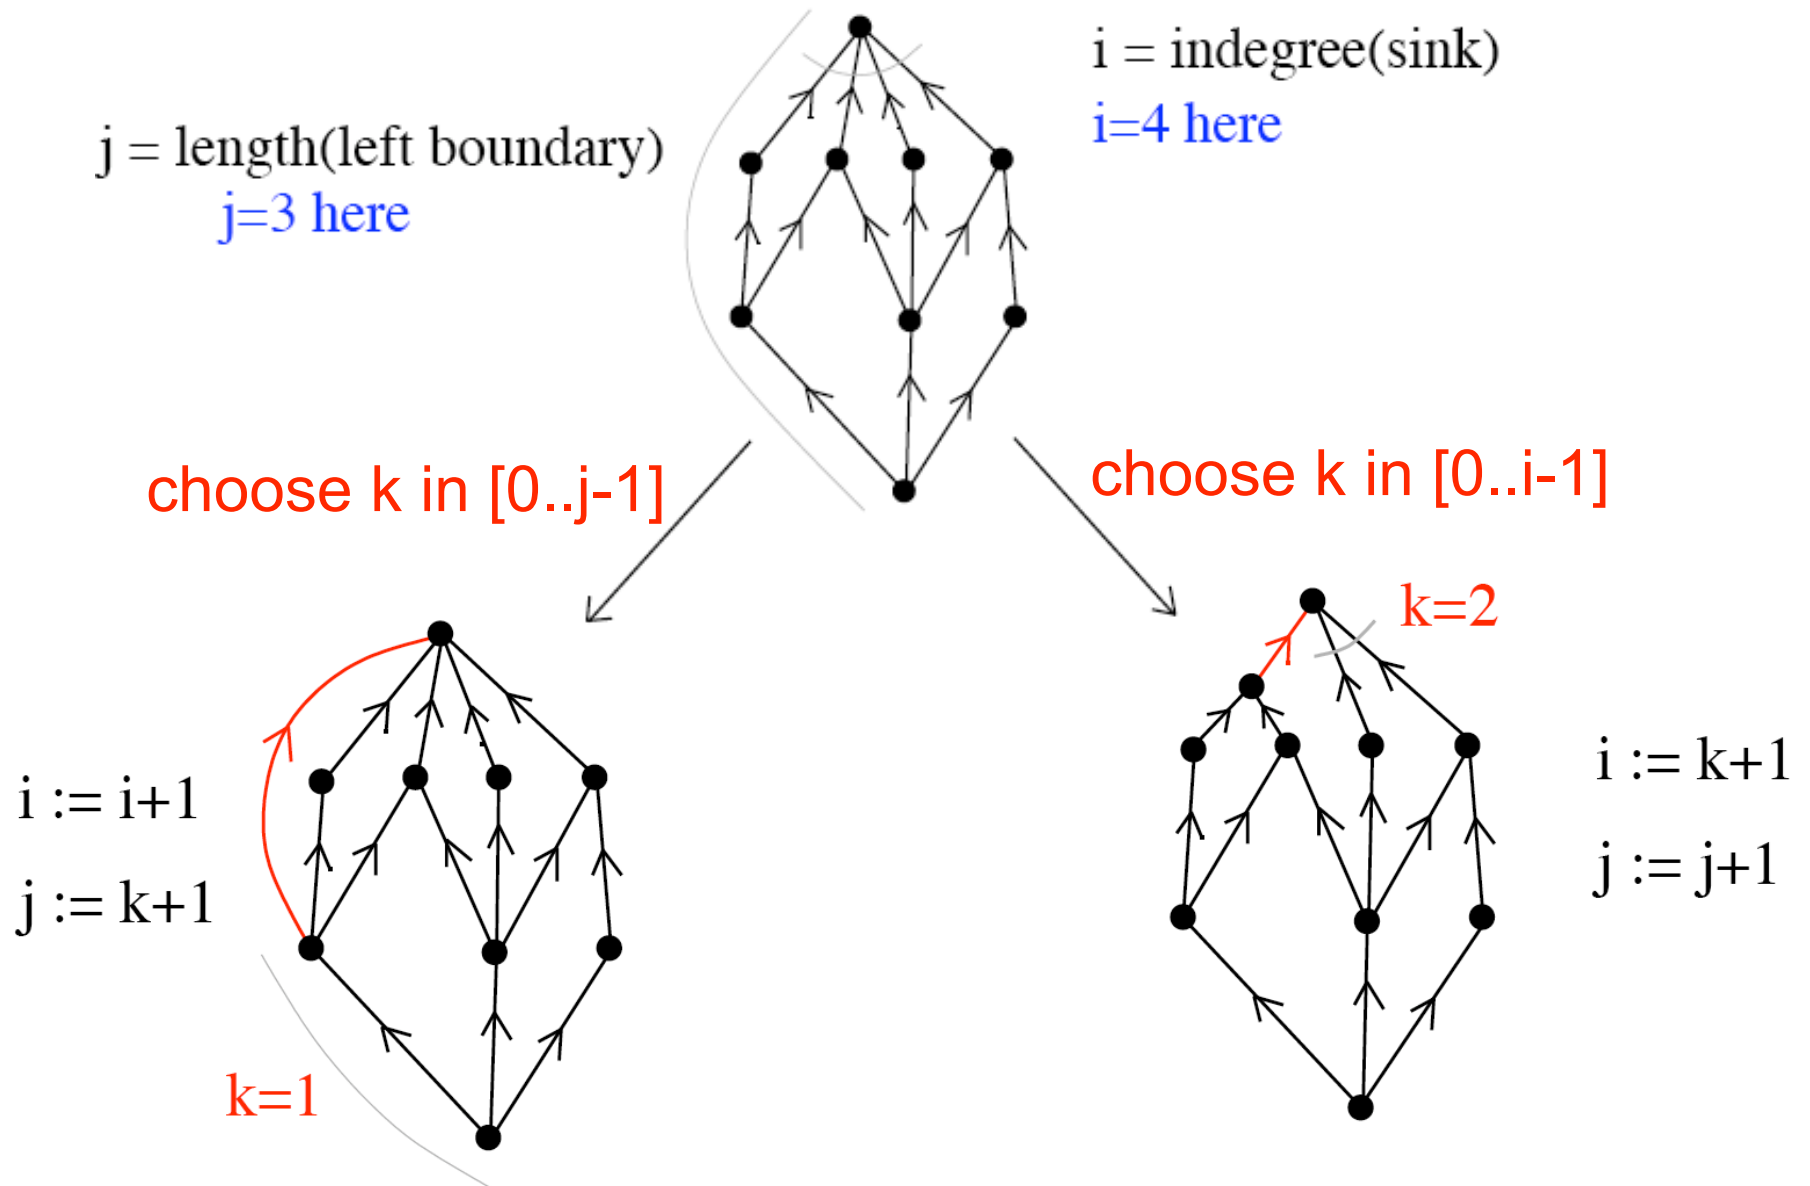 i = indegree(sink)
i=4 here
j = length(left boundary)
j=3 here
choose k in [0..j-1]
choose k in [0..i-1]
k=2
i := i+1
j := k+1
k=1
i := k+1
j := j+1